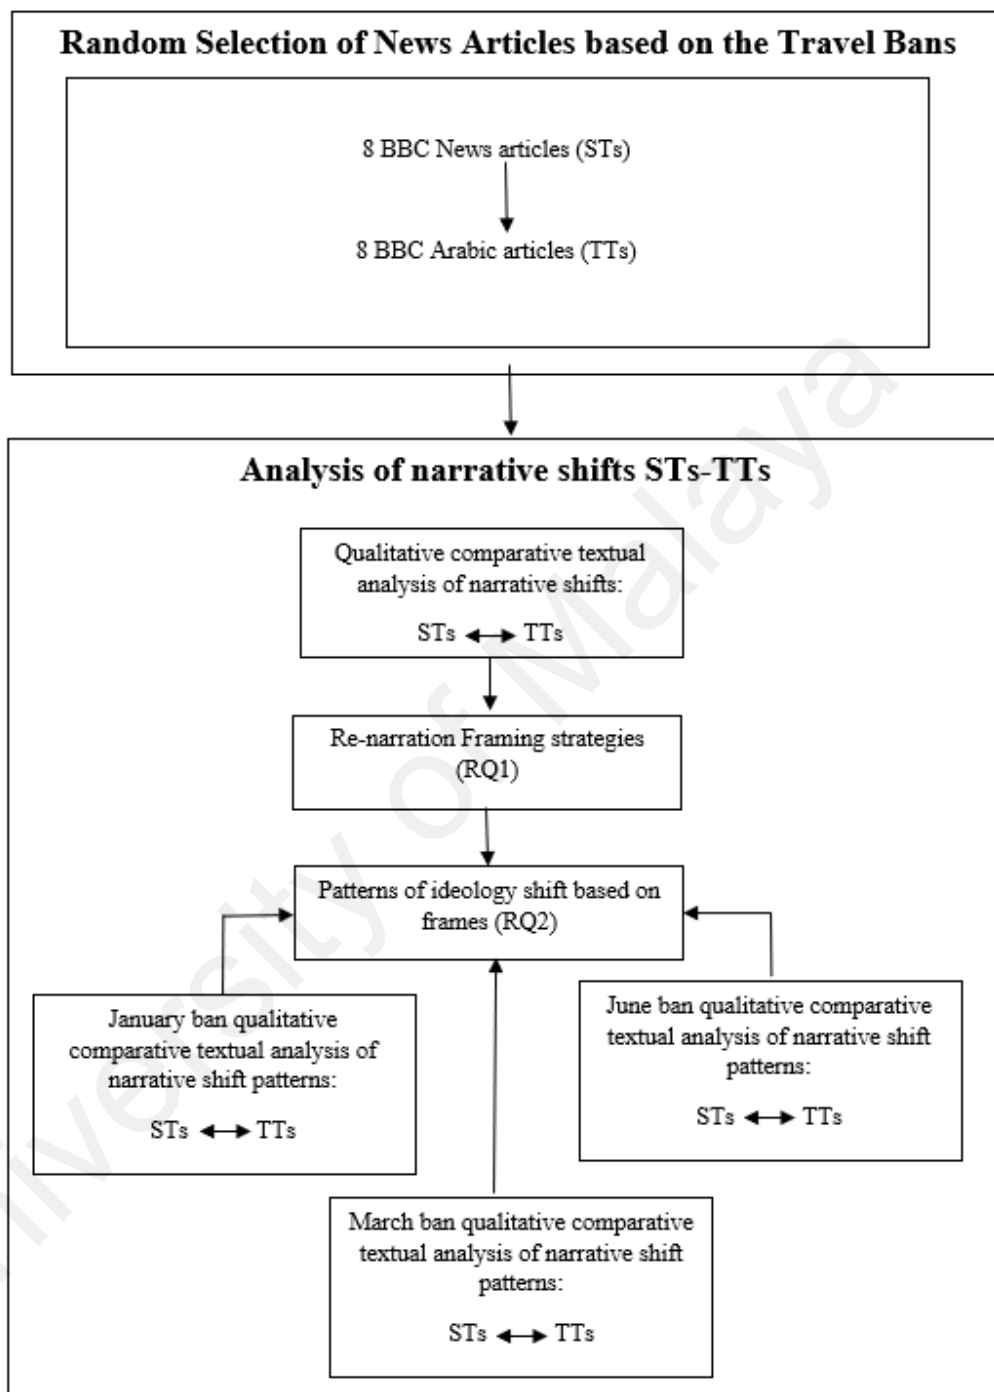 Random Selection of News Articles based on the Travel Bans
8 BBC News articles (STs)
8 BBC Arabic articles (TTs)
Analysis of narrative shifts STs-TTs
Qualitative comparative textual
analysis of narrative shifts:
STs TTs
Re-narration Framing strategies
(RQ1)
Patterns of ideology shift based on
frames (RQ2)
January ban qualitative
comparative textual analysis of
narrative shift patterns:
STs TTs
June ban qualitative comparative
textual analysis of narrative shift
patterns:
STs TTs
March ban qualitative comparative
textual analysis of narrative shift
patterns:
STs TTs
University of Malaya